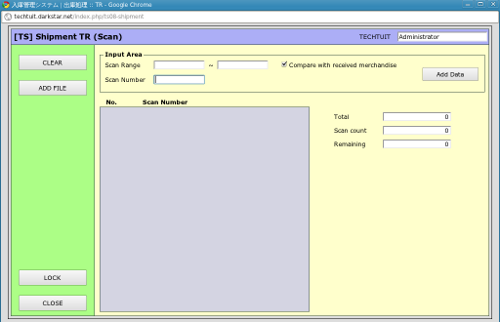 入庫管理システム | 出庫処理 :: TR - Google Chrome
techtuit.darkstar.net/index.php/ts08-shipment
[TS] Shipment TR (Scan) TECHTUIT Administrator
CLEAR
ADD FILE
Input Area
Scan Range ~ Compare with received merchandise
Scan Number
Add Data
No. Scan Number
Total 0
Scan count 0
Remaining 0
LOCK
CLOSE